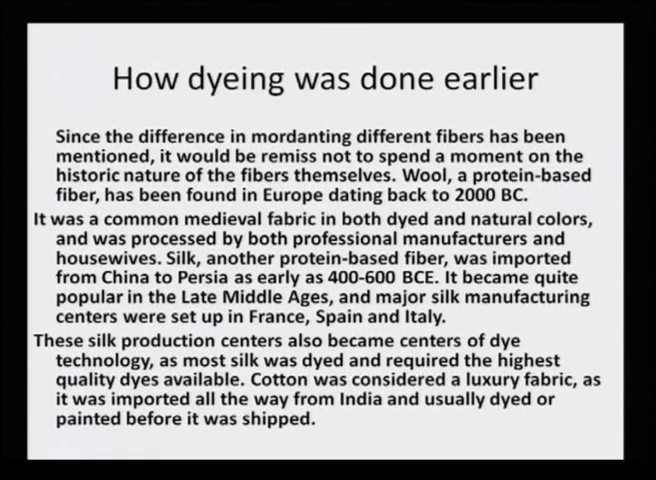 How dyeing was done earlier
Since the difference in mordanting different fibers has been
mentioned, it would be remiss not to spend a moment on the
historic nature of the fibers themselves. Wool, a protein-based
fiber, has been found in Europe dating back to 2000 BC.
It was a common medieval fabric in both dyed and natural colors,
and was processed by both professional manufacturers and
housewives. Silk, another protein-based fiber, was imported
from China to Persia as early as 400-600 BCE. It became quite
popular in the Late Middle Ages, and major silk manufacturing
centers were set up in France, Spain and Italy.
These silk production centers also became centers of dye
technology, as most silk was dyed and required the highest
quality dyes available. Cotton was considered a luxury fabric, as
it was imported all the way from India and usually dyed or
painted before it was shipped.